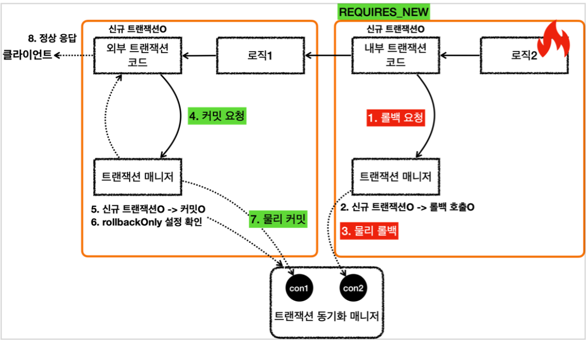 REQUIRES_NEW
신규 트랜잭션O
신규 트랜잭션O
8. 정상 응답
클라이언트
외부 트랜잭션
코드
로직1
내부 트랜잭션
코드
로직2
4. 커밋 요청
1. 롤백 요청
트랜잭션 매니저
트랜잭션 매니저
5. 신규 트랜잭션O -> 커밋O
6. rollbackOnly 설정 확인
7. 물리 커밋
2. 신규 트랜잭션O -> 롤백 호출O
3. 물리 롤백
con1
con2
트랜잭션 동기화 매니저